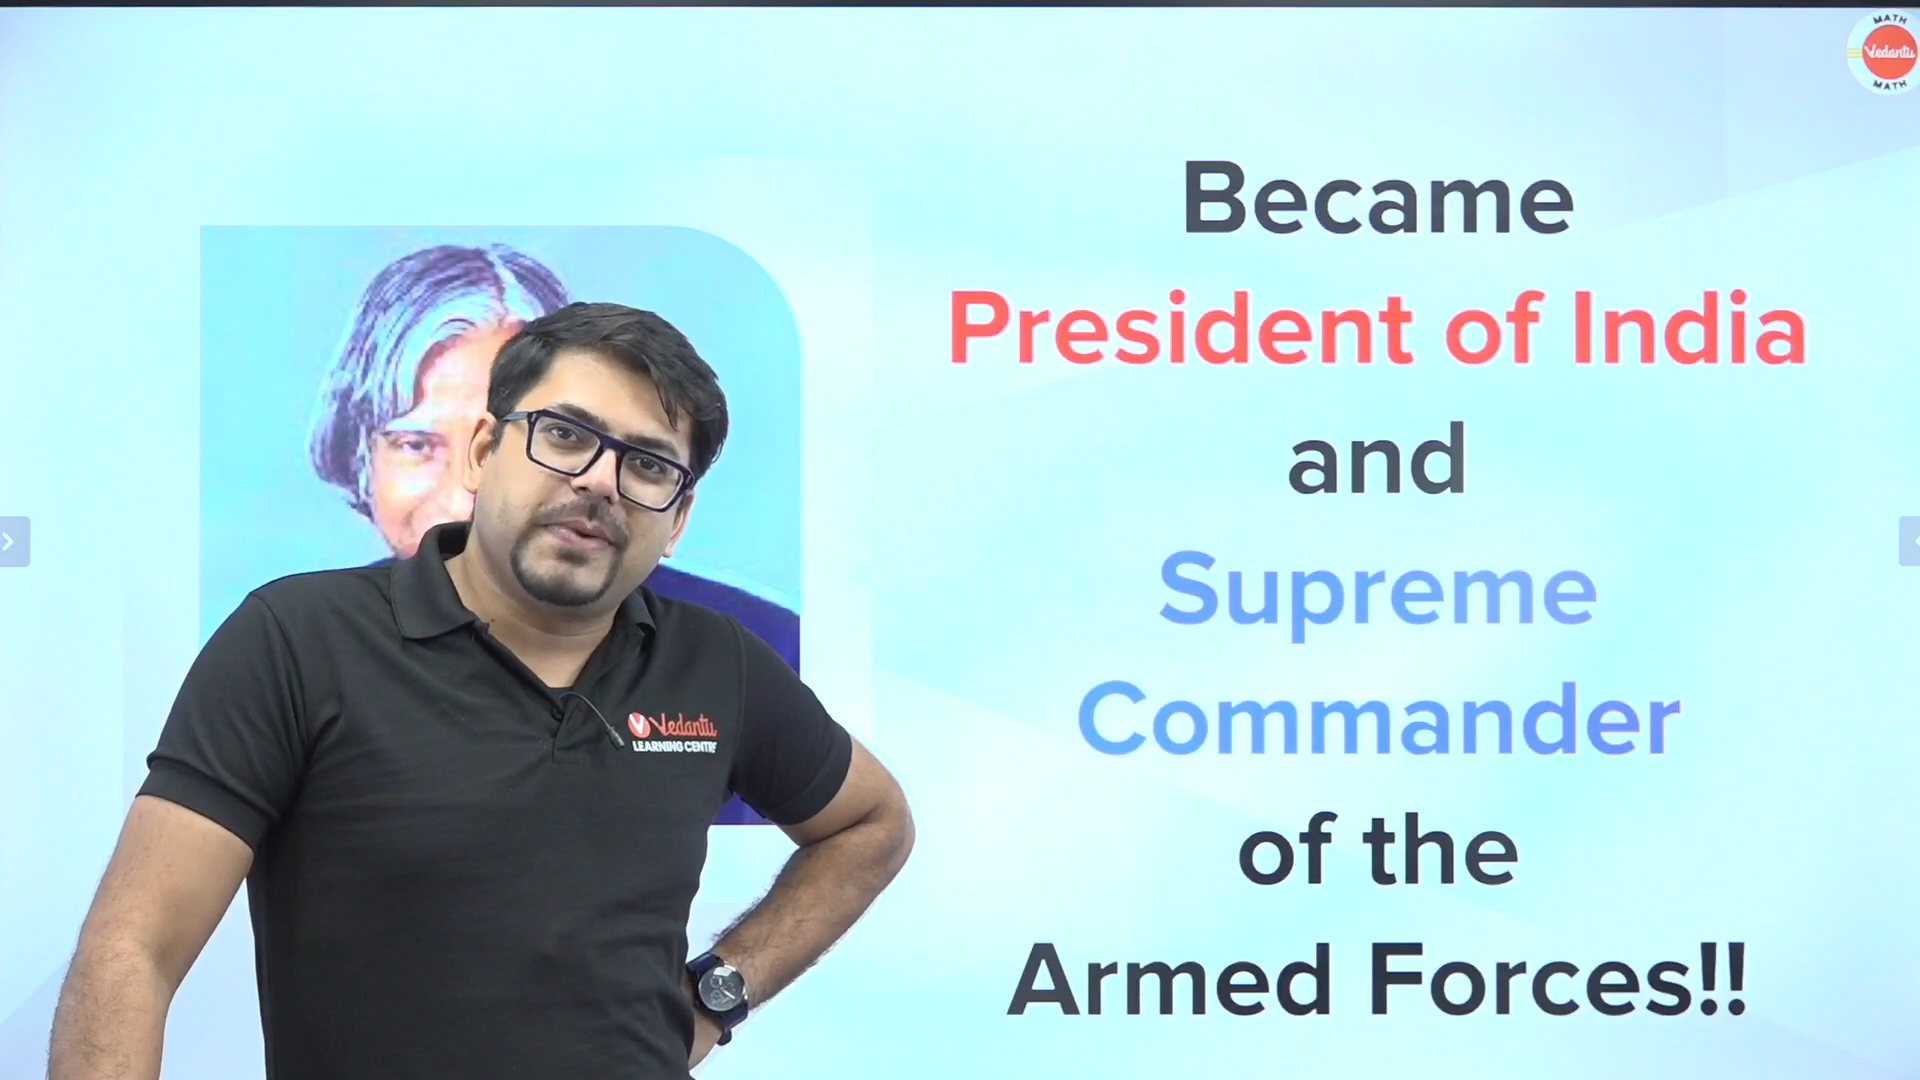 MATH
Vedantu
MATH
Became
President of India
and
Supreme
Commander
of the
Armed Forces!!
V Vedantu
LEARNING CENTRE